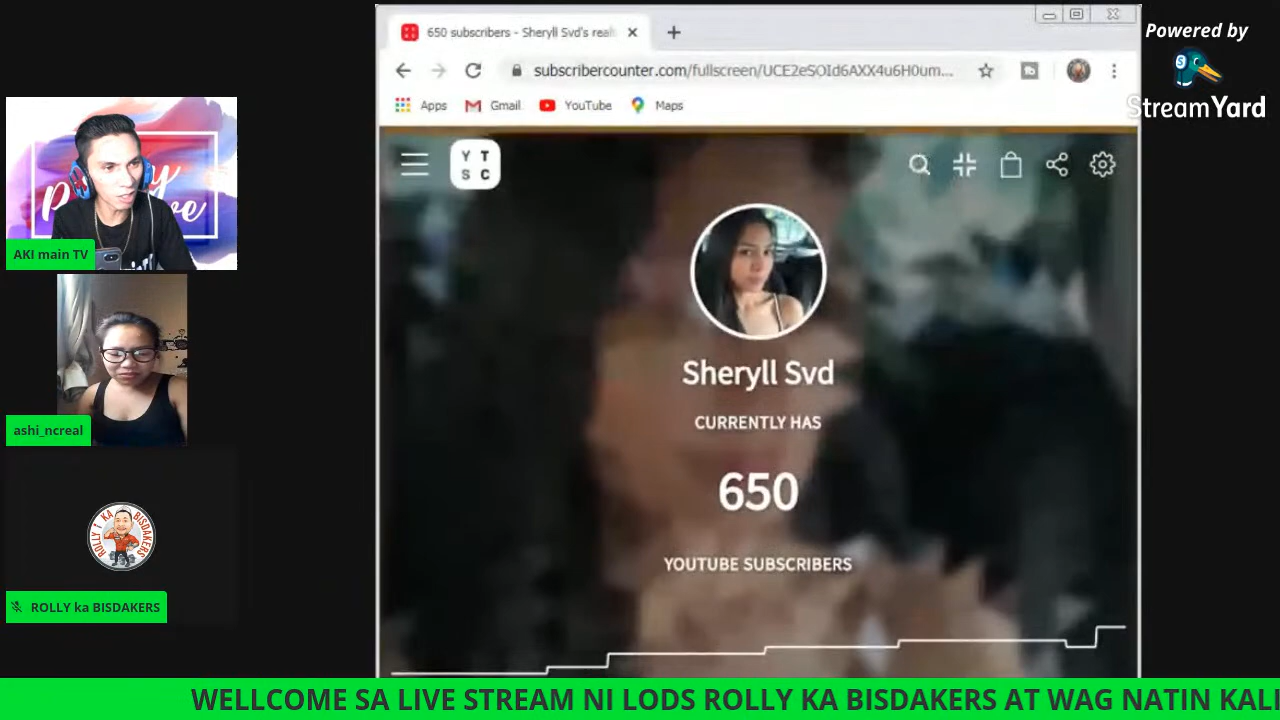 650 subscribers - Sheryll Svd's real
subscribercounter.com/fullscreen/UCE2eSOId6AXX4u6H0um...
Apps Gmail YouTube Maps
Powered by
StreamYard
Y T
S C
AKI main TV
ashi_ncreal
ROLLY ka BISDAKERS
Sheryll Svd
CURRENTLY HAS
650
YOUTUBE SUBSCRIBERS
WELLCOME SA LIVE STREAM NI LODS ROLLY KA BISDAKERS AT WAG NATIN KALI